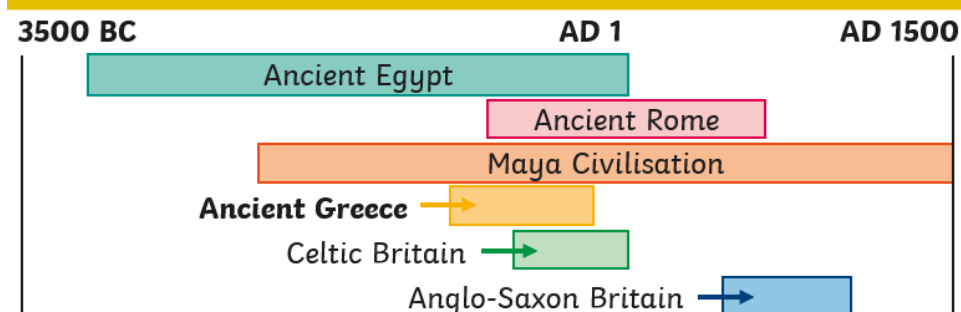 3500 BC AD 1 AD 1500
Ancient Egypt
Ancient Rome
Maya Civilisation
Ancient Greece
Celtic Britain
Anglo-Saxon Britain